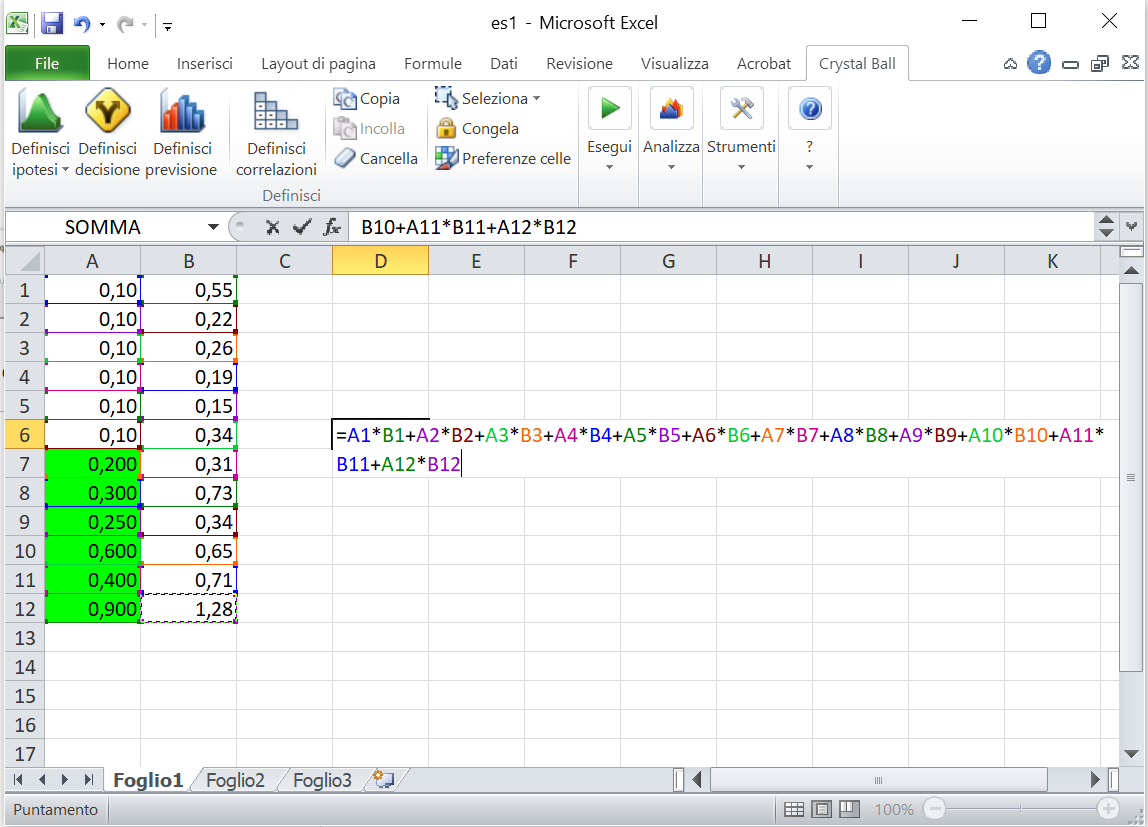 es1 - Microsoft Excel
File Home Inserisci Layout di pagina Formule Dati Revisione Visualizza Acrobat Crystal Ball
Definisci ipotesi
Definisci decisione
Definisci previsione
Definisci correlazioni
Copia
Incolla
Cancella
Seleziona
Congela
Preferenze celle
Esegui
Analizza
Strumenti
?
Definisci
SOMMA fx B10+A11*B11+A12*B12
A B C D E F G H I J K
1 0,10 0,55
2 0,10 0,22
3 0,10 0,26
4 0,10 0,19
5 0,10 0,15
6 0,10 0,34 =A1*B1+A2*B2+A3*B3+A4*B4+A5*B5+A6*B6+A7*B7+A8*B8+A9*B9+A10*B10+A11*
7 0,200 0,31 B11+A12*B12
8 0,300 0,73
9 0,250 0,34
10 0,600 0,65
11 0,400 0,71
12 0,900 1,28
13
14
15
16
17
Foglio1 Foglio2 Foglio3
Puntamento 100%